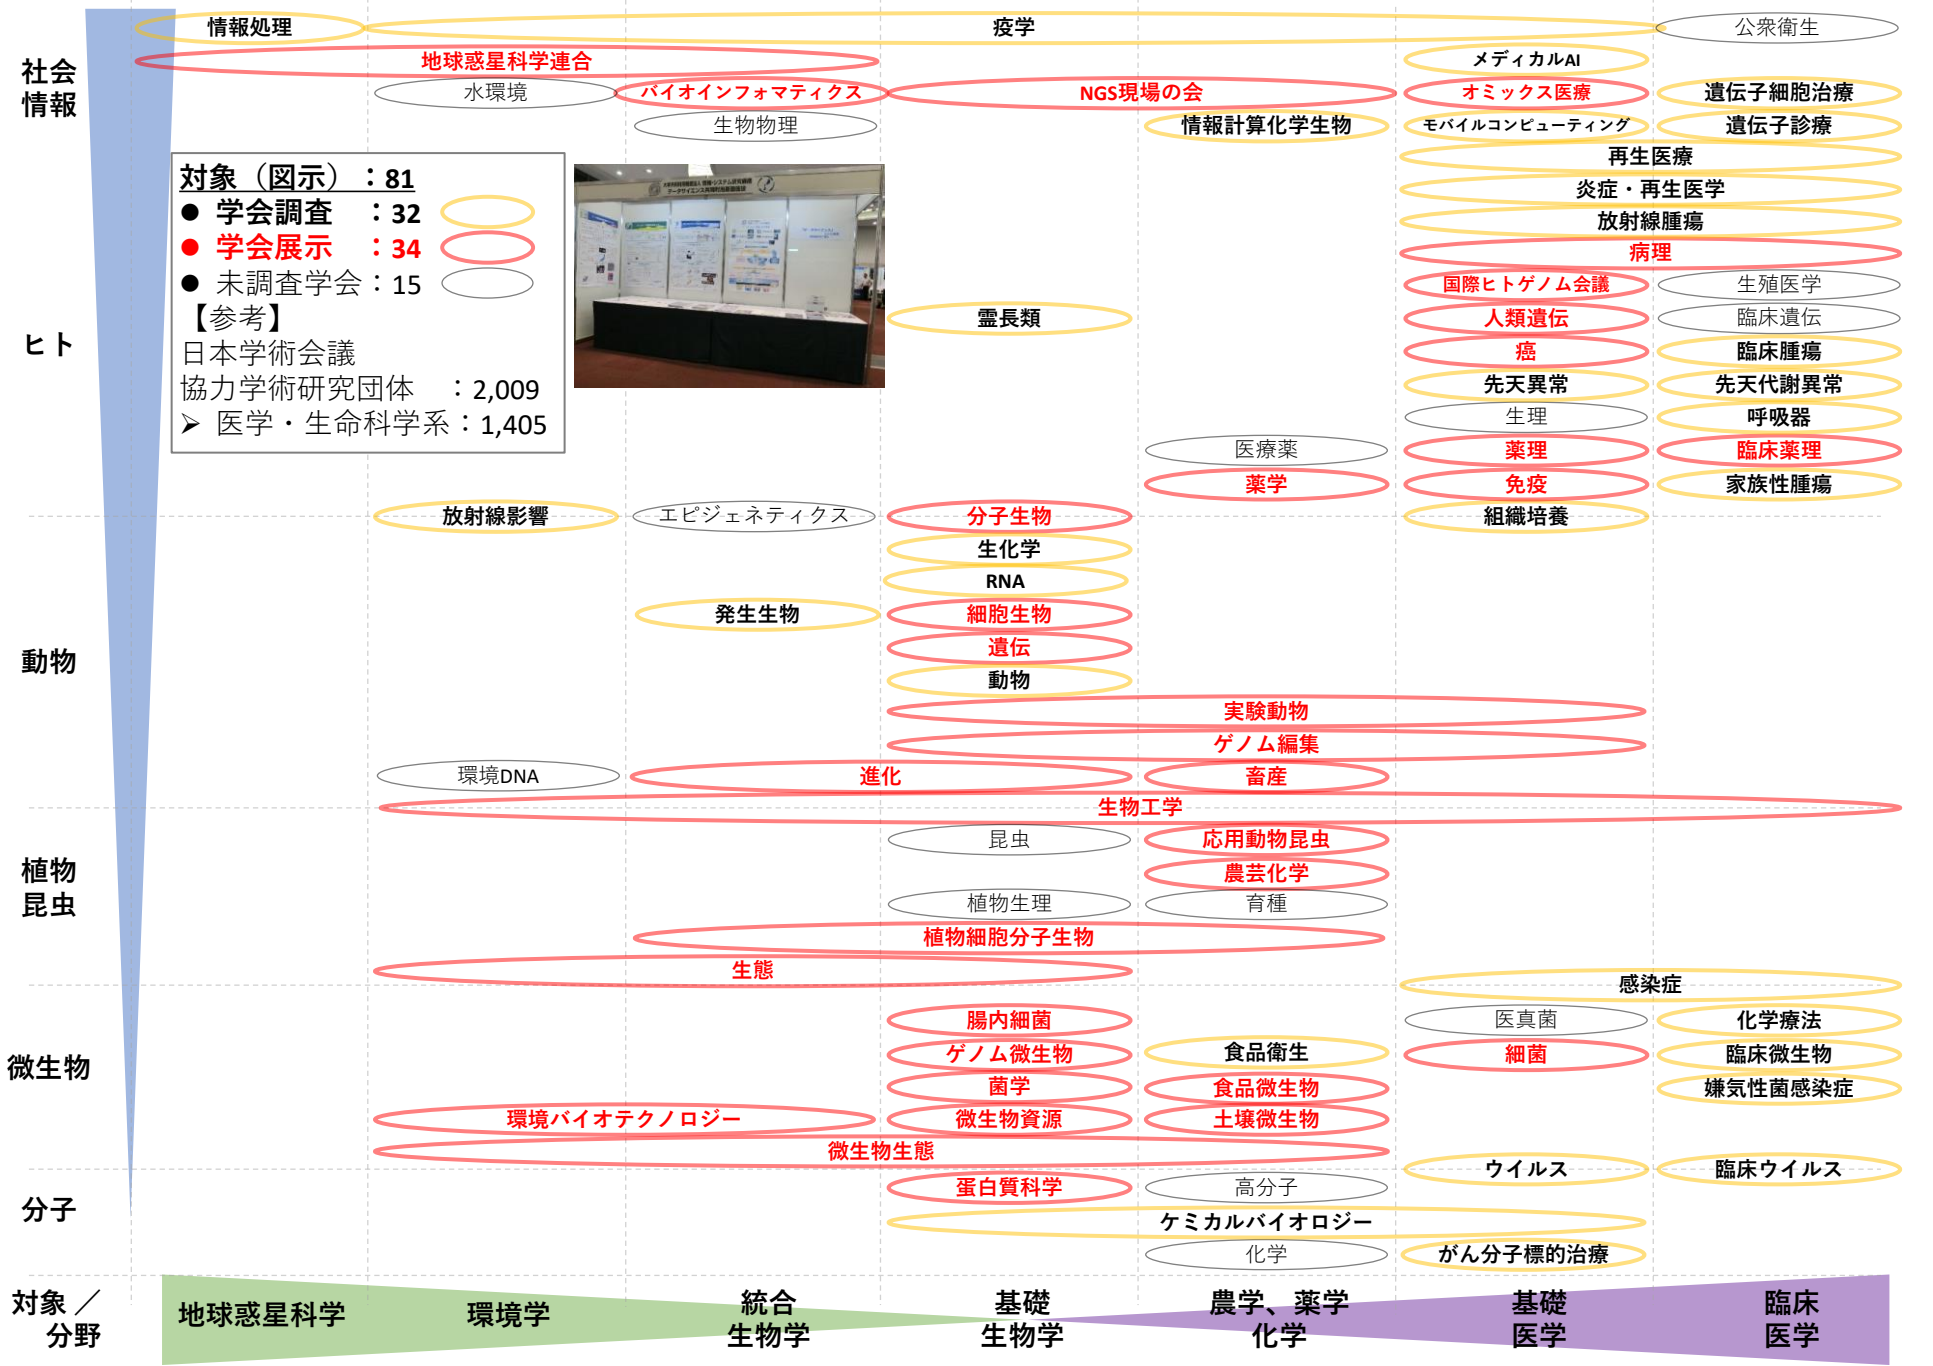 情報処理
疫学
公衆衛生
社会
情報
地球惑星科学連合
メディカルAI
水環境
バイオインフォマティクス
NGS現場の会
オミックス医療
遺伝子細胞治療
生物物理
情報計算化学生物
モバイルコンピューティング
遺伝子診療
再生医療
炎症・再生医学
放射線腫瘍
病理
対象（図示）：81
● 学会調査　：32
● 学会展示　：34
● 未調査学会：15
【参考】
日本学術会議
協力学術研究団体　：2,009
➢ 医学・生命科学系：1,405
ヒト
国際ヒトゲノム会議
生殖医学
霊長類
人類遺伝
臨床遺伝
癌
臨床腫瘍
先天異常
先天代謝異常
生理
呼吸器
医療薬
薬理
臨床薬理
薬学
免疫
家族性腫瘍
放射線影響
エピジェネティクス
分子生物
組織培養
生化学
RNA
発生生物
細胞生物
動物
遺伝
動物
実験動物
ゲノム編集
環境DNA
進化
畜産
生物工学
植物
昆虫
昆虫
応用動物昆虫
農芸化学
植物生理
育種
植物細胞分子生物
生態
感染症
微生物
腸内細菌
医真菌
化学療法
ゲノム微生物
食品衛生
細菌
臨床微生物
菌学
食品微生物
嫌気性菌感染症
環境バイオテクノロジー
微生物資源
土壌微生物
微生物生態
ウイルス
臨床ウイルス
分子
蛋白質科学
高分子
ケミカルバイオロジー
化学
がん分子標的治療
対象／
分野
地球惑星科学
環境学
統合
生物学
基礎
生物学
農学、薬学
化学
基礎
医学
臨床
医学